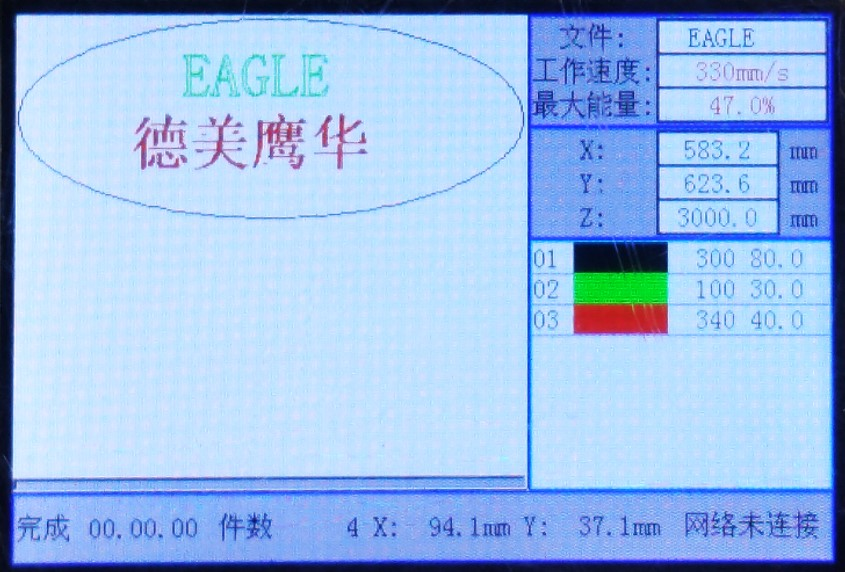 EAGLE
德美鹰华
文件: EAGLE
工作速度: 330mm/s
最大能量: 47.0%
X: 583.2 mm
Y: 623.6 mm
Z: 3000.0 mm
01 300 80.0
02 100 30.0
03 340 40.0
完成 00.00.00 件数 4 X: 94.1mm Y: 37.1mm 网络未连接